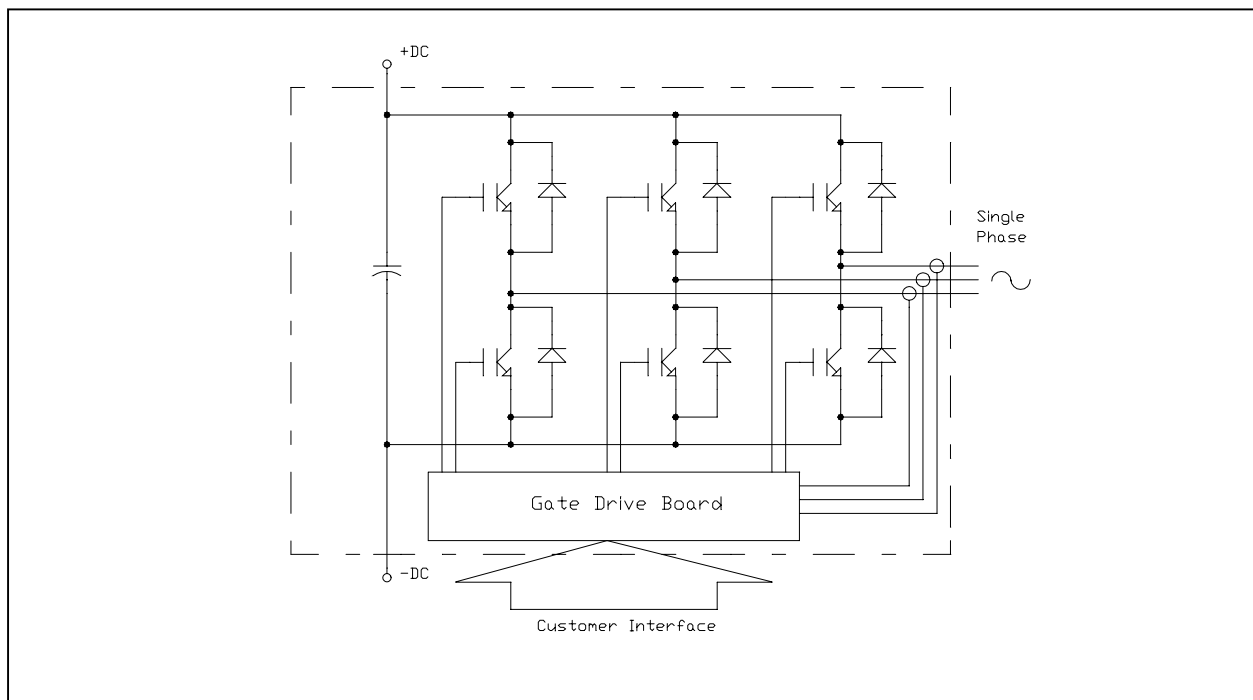 +DC
Single
Phase
Gate Drive Board
-DC
Customer Interface